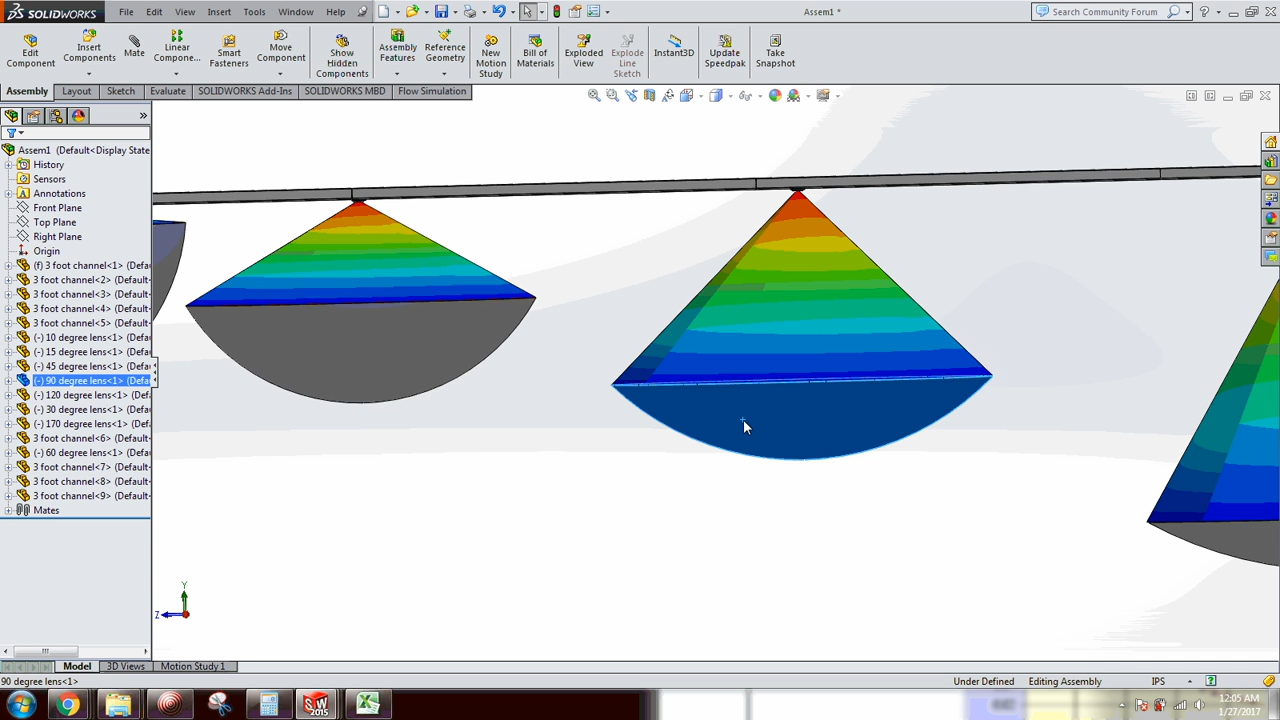 SOLIDWORKS File Edit View Insert Tools Window Help Assem1 * Search Community Forum
Edit Component
Insert Components
Mate
Linear Compone...
Smart Fasteners
Move Component
Show Hidden Components
Assembly Features
Reference Geometry
New Motion Study
Bill of Materials
Exploded View
Explode Line Sketch
Instant3D
Update Speedpak
Take Snapshot
Assembly Layout Sketch Evaluate SOLIDWORKS Add-Ins SOLIDWORKS MBD Flow Simulation
Assem1 (Default<Display State
History
Sensors
Annotations
Front Plane
Top Plane
Right Plane
Origin
(f) 3 foot channel<1> (Defau
3 foot channel<2> (Default-
3 foot channel<3> (Default-
3 foot channel<4> (Default-
3 foot channel<5> (Default-
(-) 10 degree lens<1> (Defau
(-) 15 degree lens<1> (Defau
(-) 45 degree lens<1> (Defau
(-) 90 degree lens<1> (Defau
(-) 120 degree lens<1> (Defa
(-) 30 degree lens<1> (Defau
(-) 170 degree lens<1> (Defa
3 foot channel<6> (Default-
(-) 60 degree lens<1> (Defau
3 foot channel<7> (Default-
3 foot channel<8> (Default-
3 foot channel<9> (Default-
Mates
Y
Z
Model 3D Views Motion Study 1
90 degree lens<1> Under Defined Editing Assembly IPS
SW 2015
12:05 AM
1/27/2017